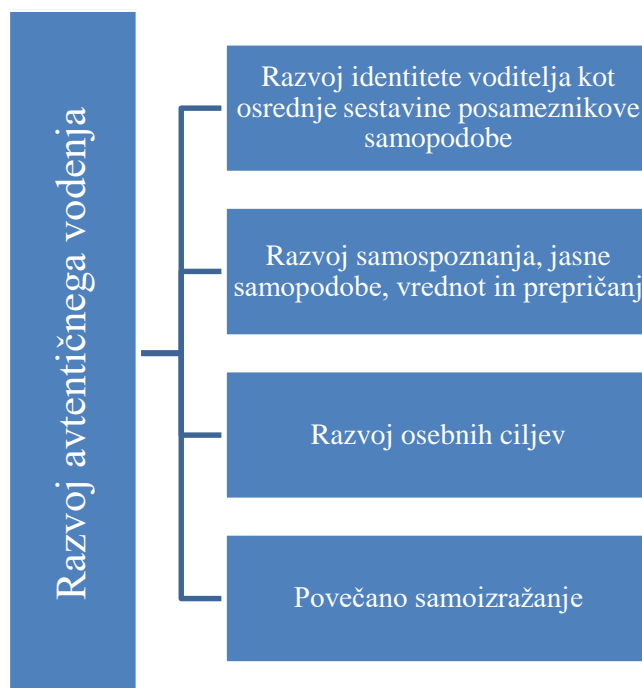 Razvoj avtentičnega vodenja
Razvoj identitete voditelja kot
osrednje sestavine posameznikove
samopodobe
Razvoj samospoznanja, jasne
samopodobe, vrednot in prepričanj
Razvoj osebnih ciljev
Povečano samoizražanje